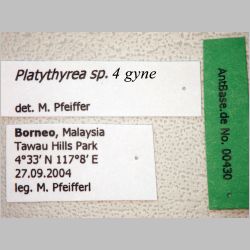 Platythyrea sp. 4 gyne
det. M. Pfeiffer
Borneo, Malaysia
Tawau Hills Park
4°33' N 117°8' E
27.09.2004
leg. M. Pfeifferl
AntBase.de No. 00430